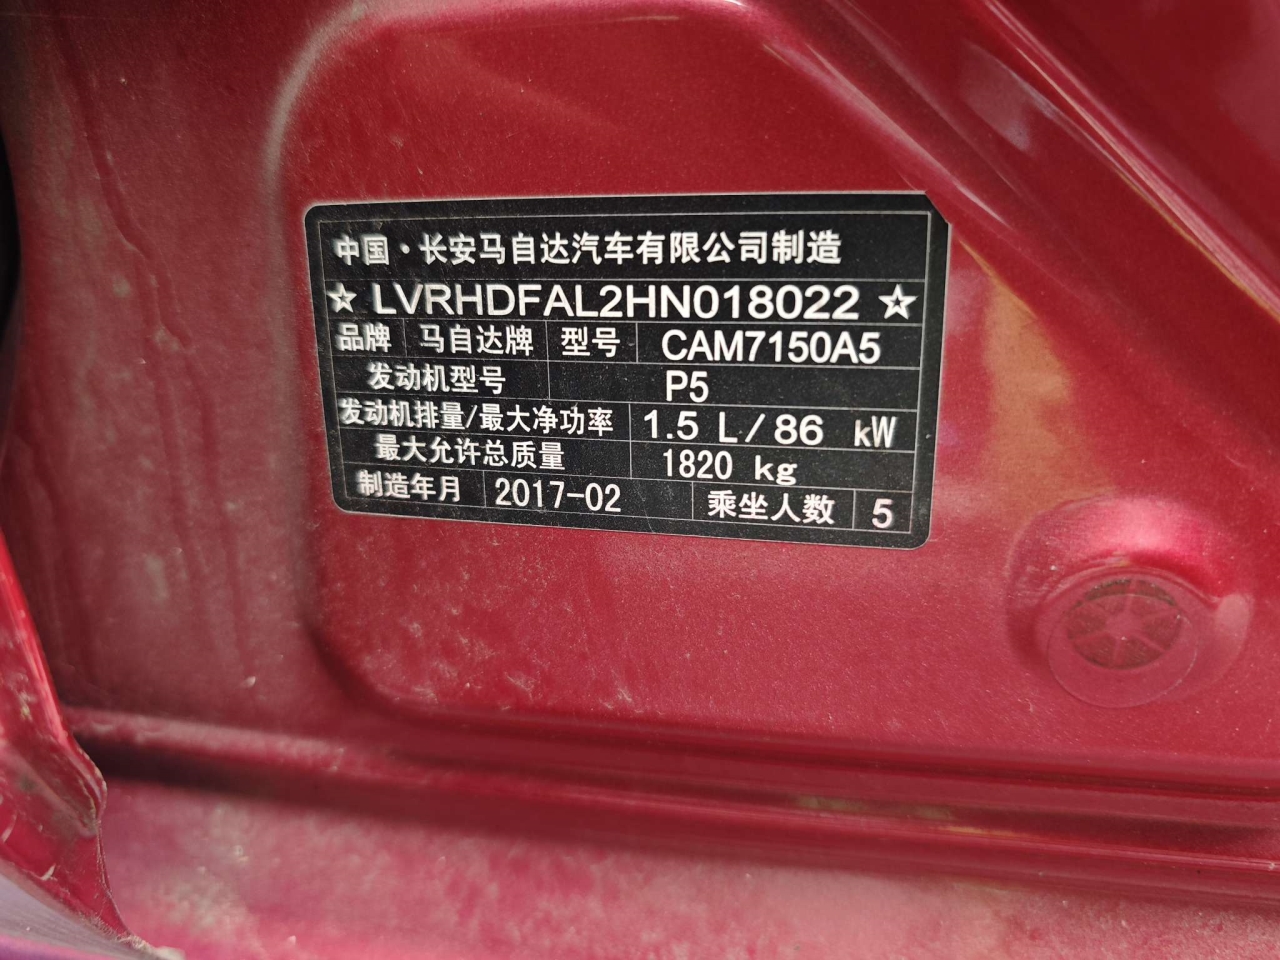 中国·长安马自达汽车有限公司制造
☆LVRHDFAL2HN018022☆
品牌 马自达牌 型号 CAM7150A5
发动机型号 P5
发动机排量/最大净功率 1.5 L/86 kW
最大允许总质量 1820 kg
制造年月 2017-02 乘坐人数 5